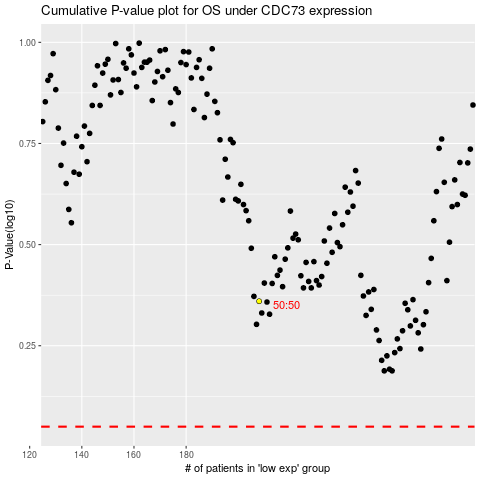 Cumulative P-value plot for OS under CDC73 expression
P-Value(log10)
1.00
0.75
0.50
0.25
50:50
120 140 160 180
# of patients in 'low exp' group